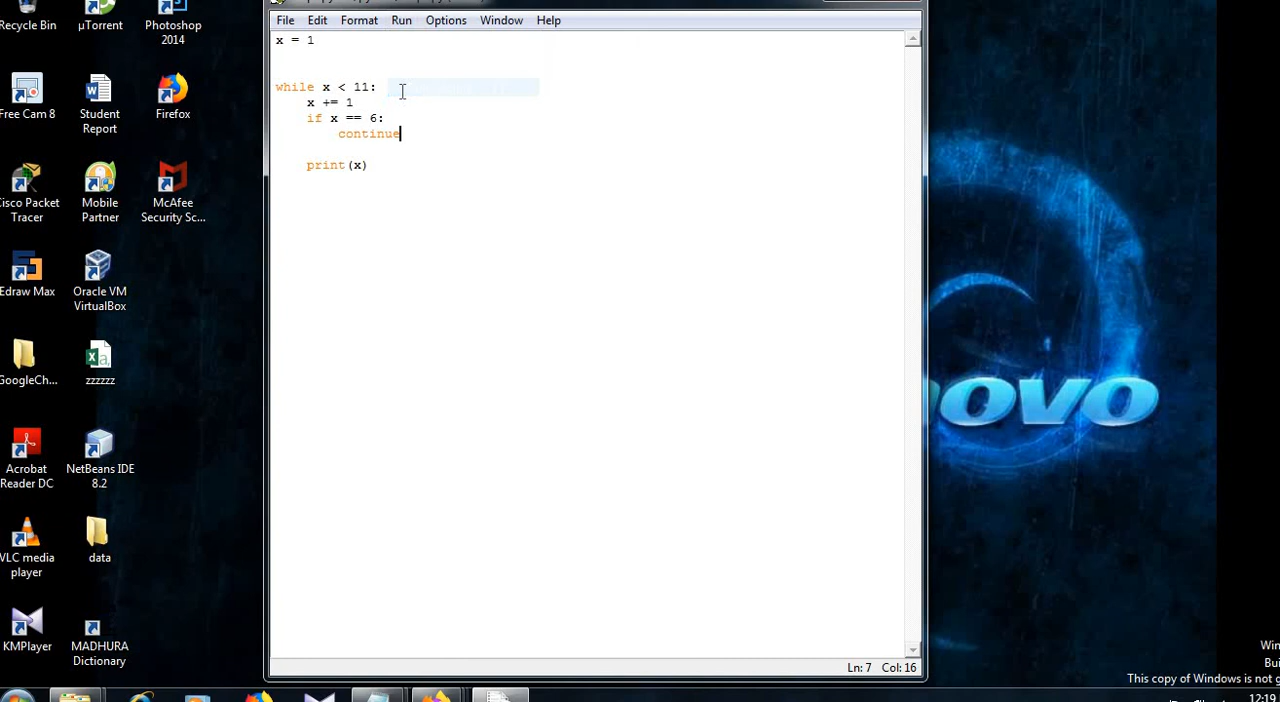 Recycle Bin
µTorrent
Photoshop
2014
Free Cam 8
Student
Report
Firefox
Cisco Packet
Tracer
Mobile
Partner
McAfee
Security Sc...
Edraw Max
Oracle VM
VirtualBox
GoogleCh...
zzzzzz
Acrobat
Reader DC
NetBeans IDE
8.2
VLC media
player
data
KMPlayer
MADHURA
Dictionary
File Edit Format Run Options Window Help
x = 1
while x < 11:
x += 1
if x == 6:
continue
print(x)
Ln: 7 Col: 16
novo
Win
Bui
This copy of Windows is not g
12:19